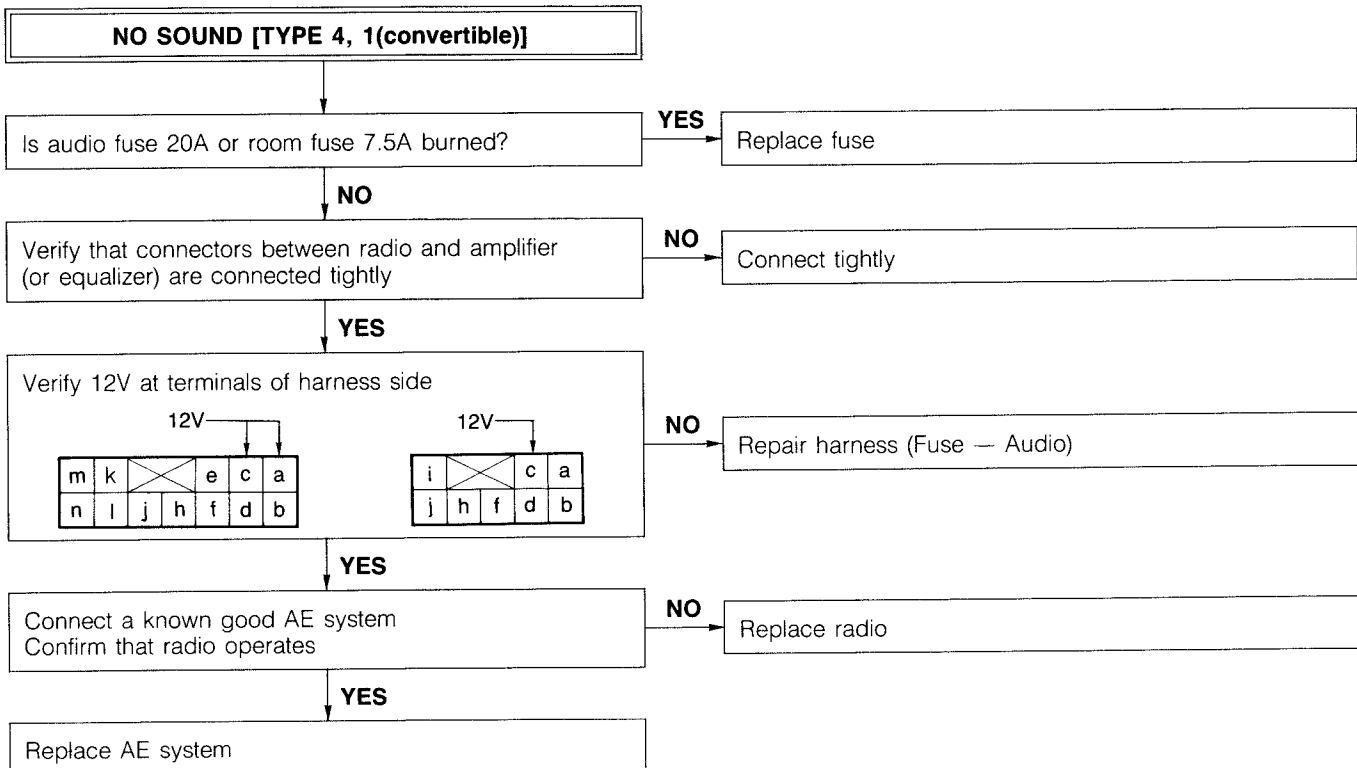 NO SOUND [TYPE 4, 1(convertible)]
Is audio fuse 20A or room fuse 7.5A burned?
YES
Replace fuse
NO
Verify that connectors between radio and amplifier
(or equalizer) are connected tightly
NO
Connect tightly
YES
Verify 12V at terminals of harness side
12V
m k e c a
n l j h f d b
12V
i c a
j h f d b
NO
Repair harness (Fuse — Audio)
YES
Connect a known good AE system
Confirm that radio operates
NO
Replace radio
YES
Replace AE system